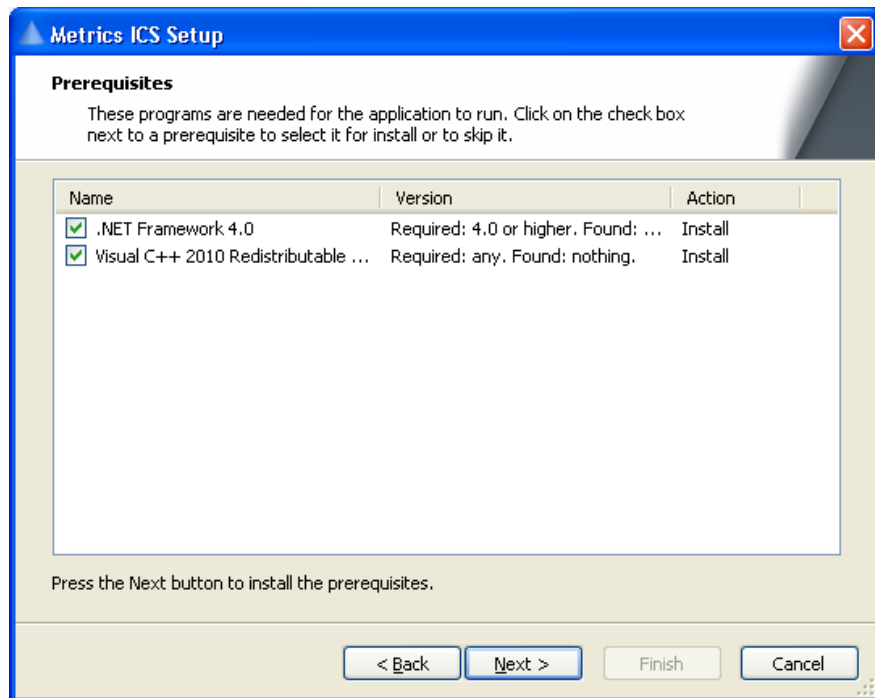 Metrics ICS Setup
Prerequisites
These programs are needed for the application to run. Click on the check box
next to a prerequisite to select it for install or to skip it.
Name Version Action
.NET Framework 4.0 Required: 4.0 or higher. Found: ... Install
Visual C++ 2010 Redistributable ... Required: any. Found: nothing. Install
Press the Next button to install the prerequisites.
< Back Next > Finish Cancel